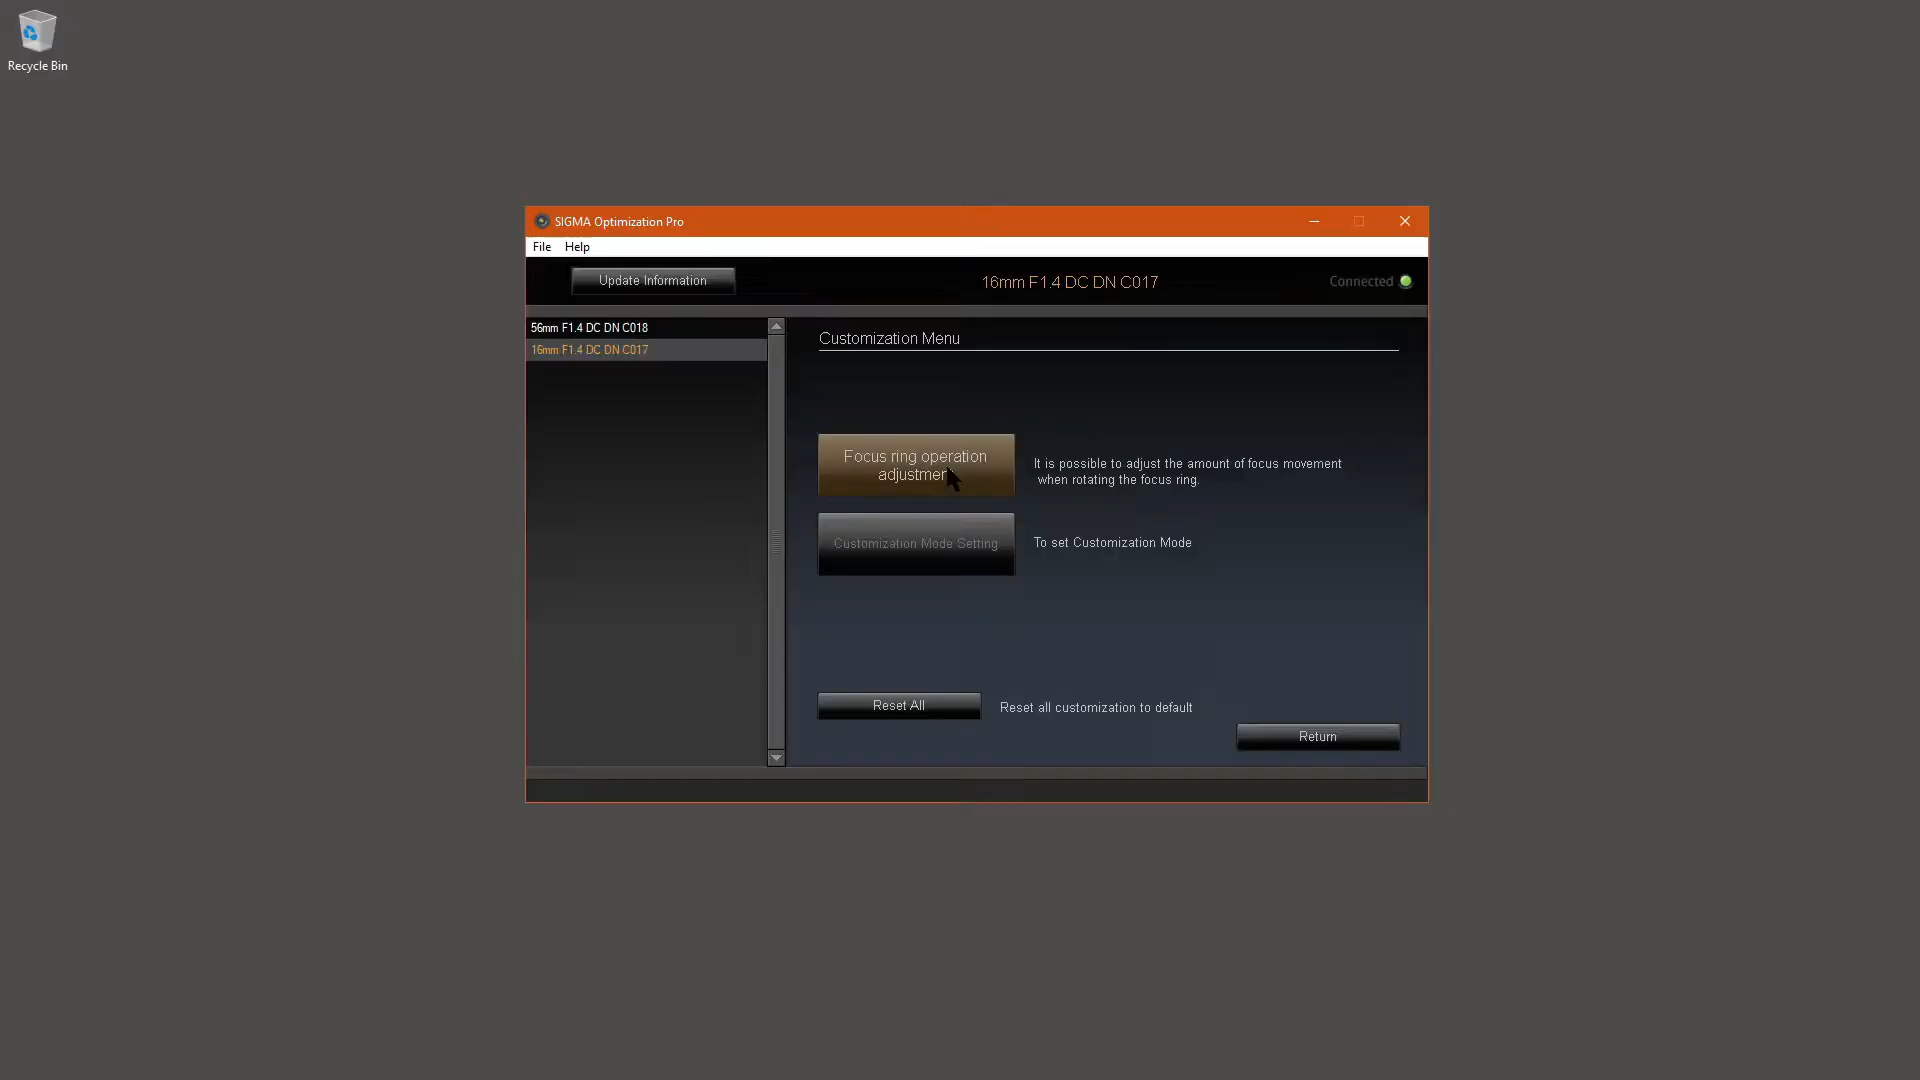 Recycle Bin
SIGMA Optimization Pro
File Help
Update Information
16mm F1.4 DC DN C017
Connected
56mm F1.4 DC DN C018
16mm F1.4 DC DN C017
Customization Menu
Focus ring operation
adjustment
It is possible to adjust the amount of focus movement
when rotating the focus ring.
Customization Mode Setting
To set Customization Mode
Reset All
Reset all customization to default
Return